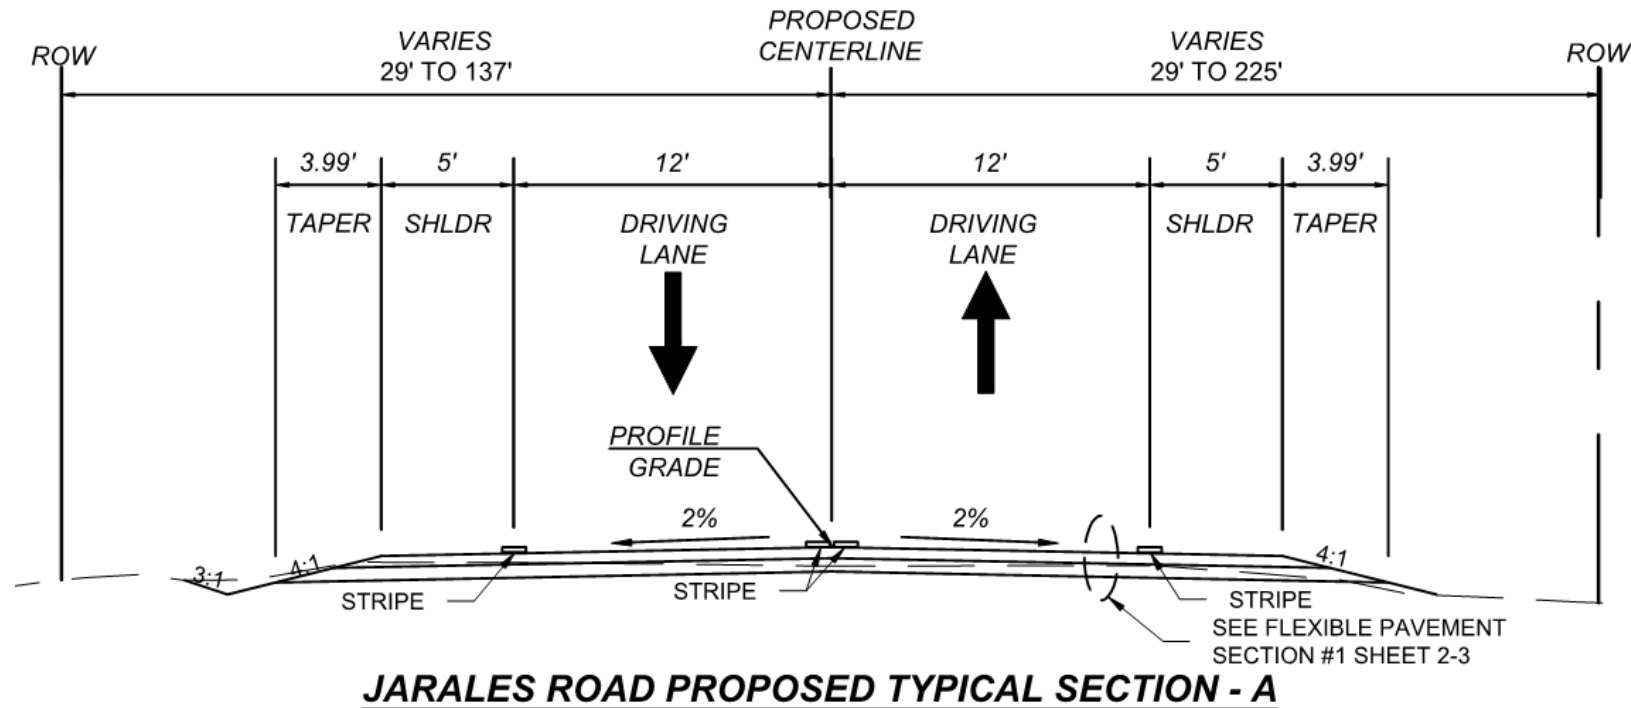 ROW
VARIES
29' TO 137'
PROPOSED
CENTERLINE
VARIES
29' TO 225'
ROW
3.99'
5'
12'
12'
5'
3.99'
TAPER
SHLDR
DRIVING
LANE
DRIVING
LANE
SHLDR
TAPER
PROFILE
GRADE
2%
2%
3:1
4:1
4:1
STRIPE
STRIPE
STRIPE
SEE FLEXIBLE PAVEMENT
SECTION #1 SHEET 2-3
JARALES ROAD PROPOSED TYPICAL SECTION - A